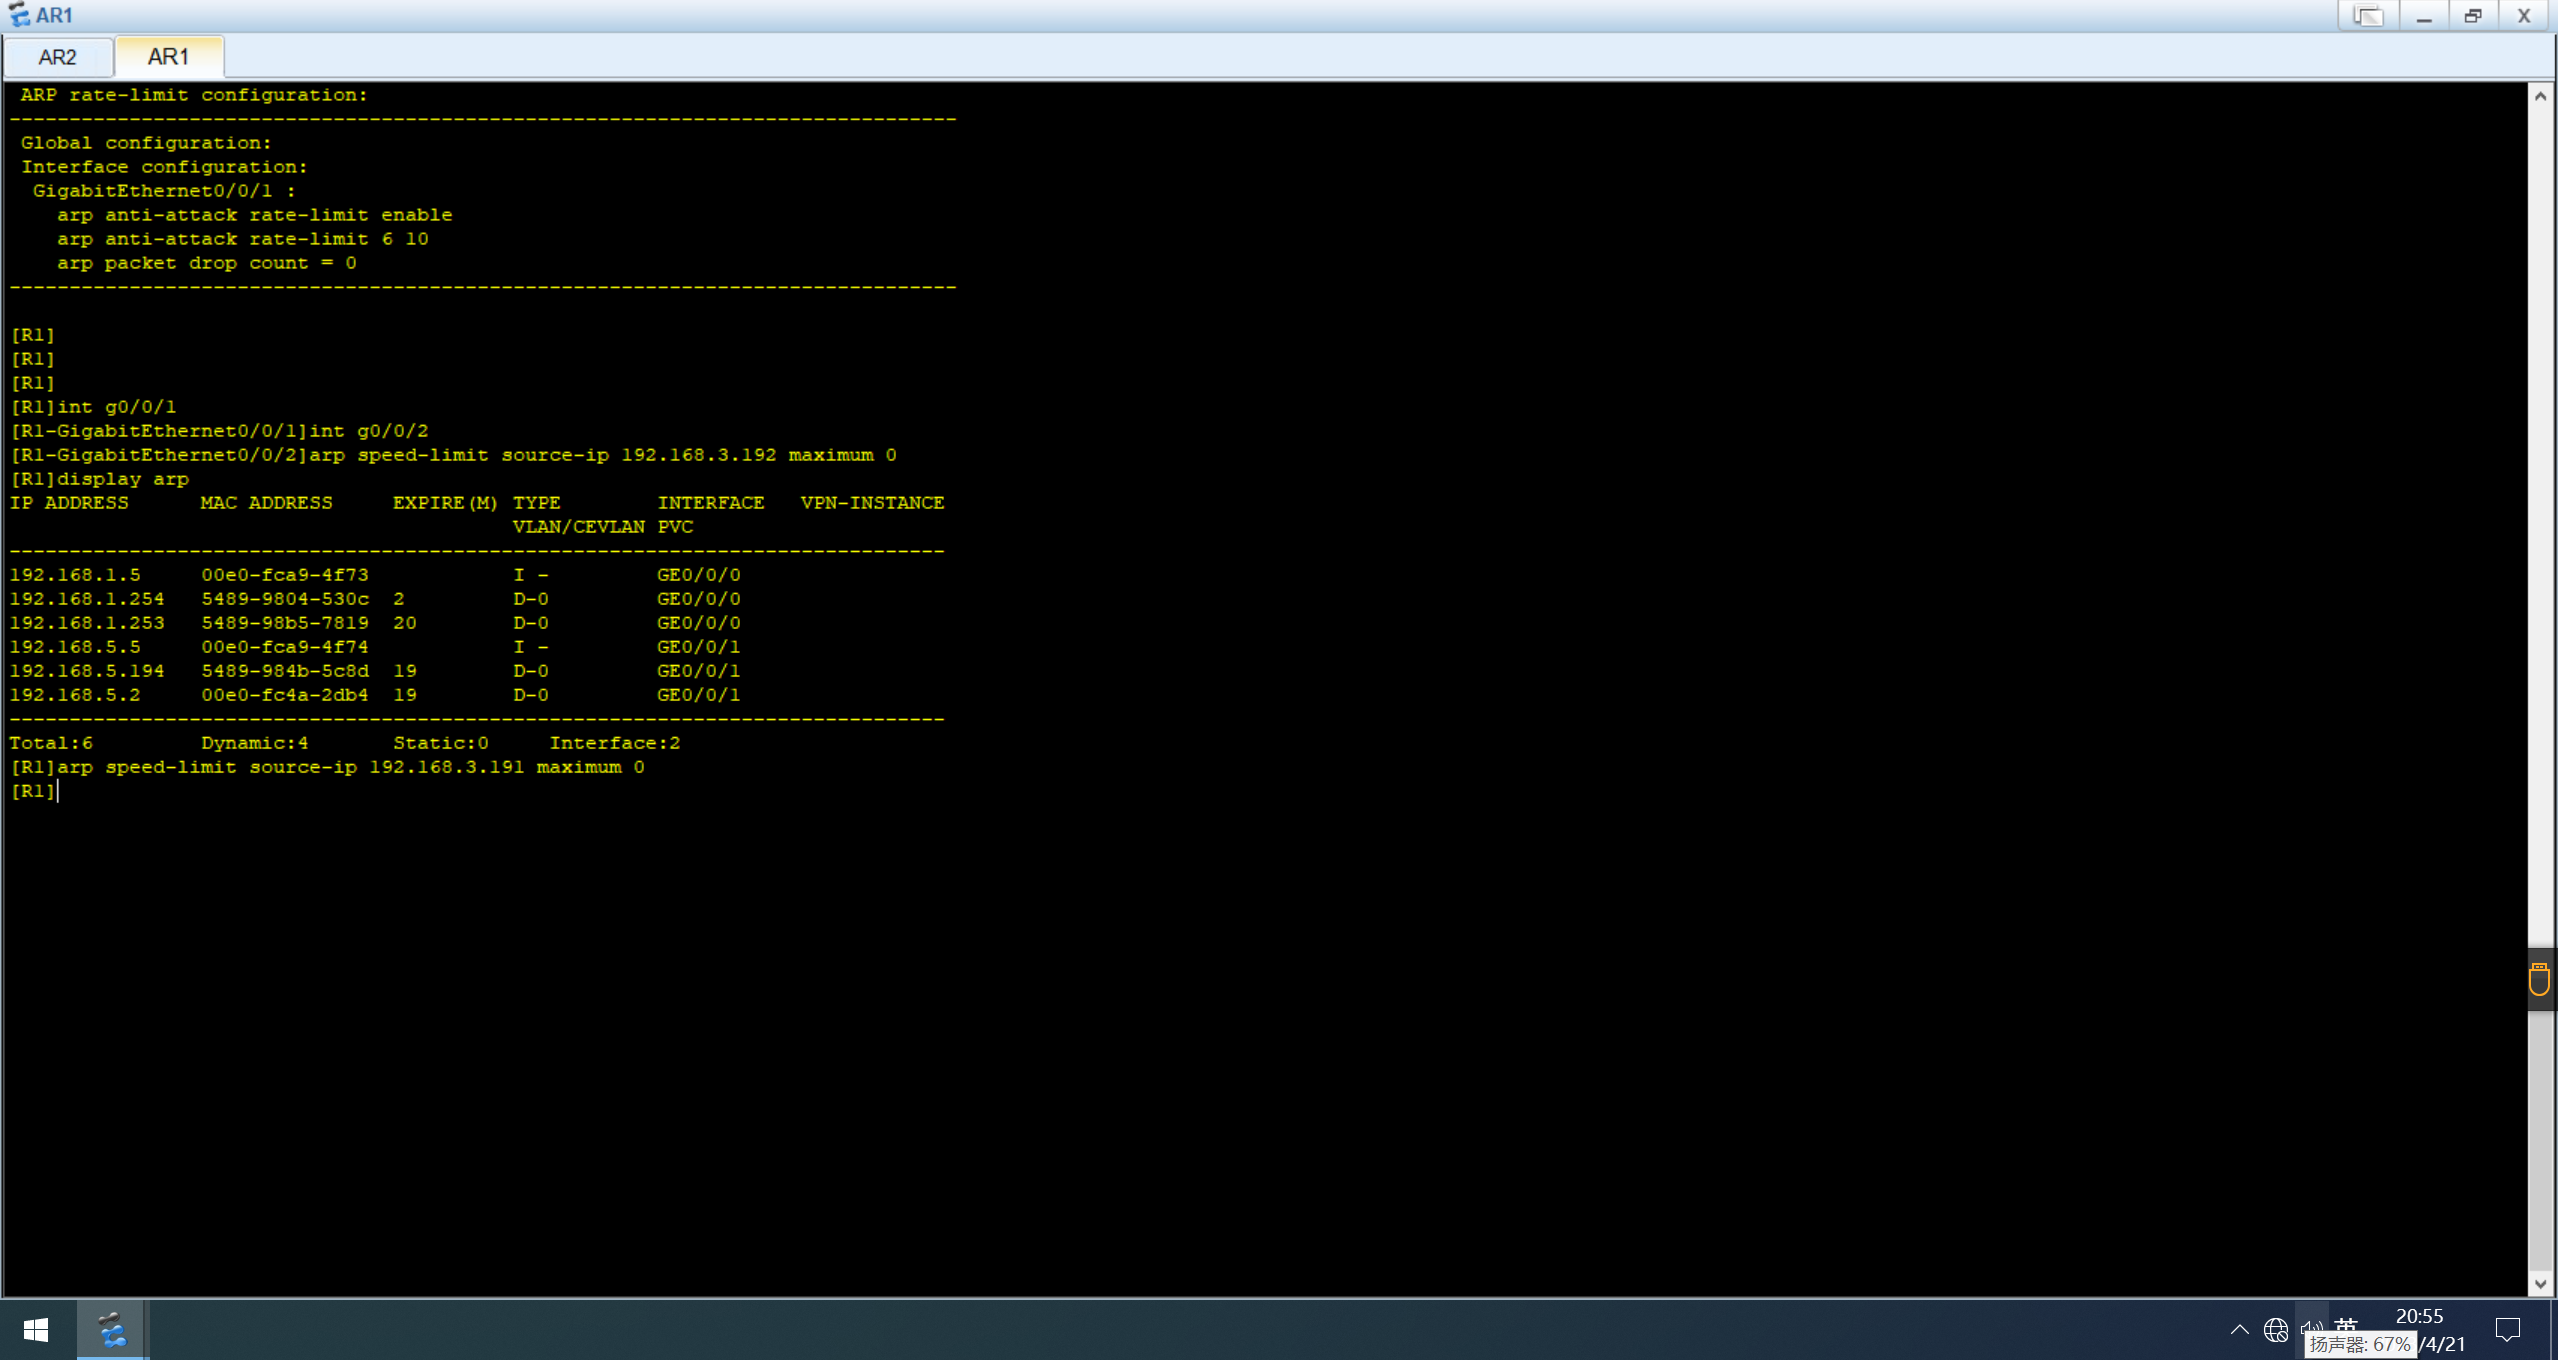 AR1
AR2 AR1
ARP rate-limit configuration:
-------------------------------------------------------------------------------
Global configuration:
Interface configuration:
GigabitEthernet0/0/1 :
arp anti-attack rate-limit enable
arp anti-attack rate-limit 6 10
arp packet drop count = 0
-------------------------------------------------------------------------------
[R1]
[R1]
[R1]
[R1]int g0/0/1
[R1-GigabitEthernet0/0/1]int g0/0/2
[R1-GigabitEthernet0/0/2]arp speed-limit source-ip 192.168.3.192 maximum 0
[R1]display arp
IP ADDRESS MAC ADDRESS EXPIRE(M) TYPE INTERFACE VPN-INSTANCE
VLAN/CEVLAN PVC
------------------------------------------------------------------------------
192.168.1.5 00e0-fca9-4f73 I - GE0/0/0
192.168.1.254 5489-9804-530c 2 D-0 GE0/0/0
192.168.1.253 5489-98b5-7819 20 D-0 GE0/0/0
192.168.5.5 00e0-fca9-4f74 I - GE0/0/1
192.168.5.194 5489-984b-5c8d 19 D-0 GE0/0/1
192.168.5.2 00e0-fc4a-2db4 19 D-0 GE0/0/1
------------------------------------------------------------------------------
Total:6 Dynamic:4 Static:0 Interface:2
[R1]arp speed-limit source-ip 192.168.3.191 maximum 0
[R1]
英 20:55
扬声器: 67% /4/21